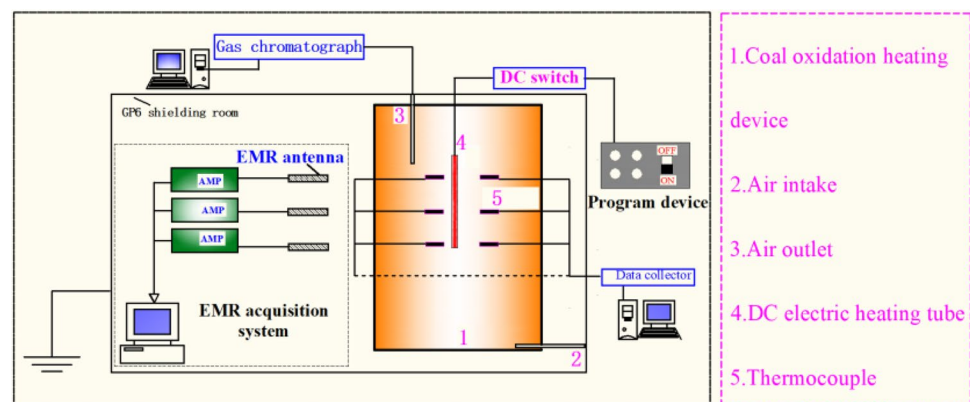 Gas chromatograph
DC switch
GP6 shielding room
3
4
OFF
ON
EMR antenna
AMP
AMP
AMP
5
Program device
Data collector
EMR acquisition
system
1
2
1.Coal oxidation heating
device
2.Air intake
3.Air outlet
4.DC electric heating tube
5.Thermocouple